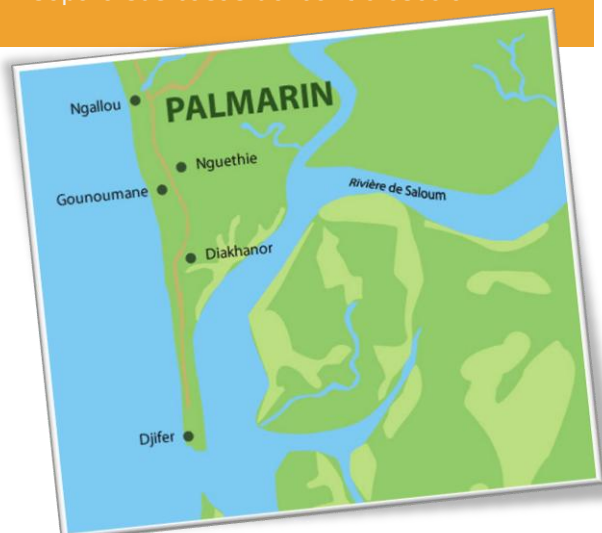 Ngallou
PALMARIN
Nguethie
Gounoumane
Rivière de Saloum
Diakhanor
Djifer